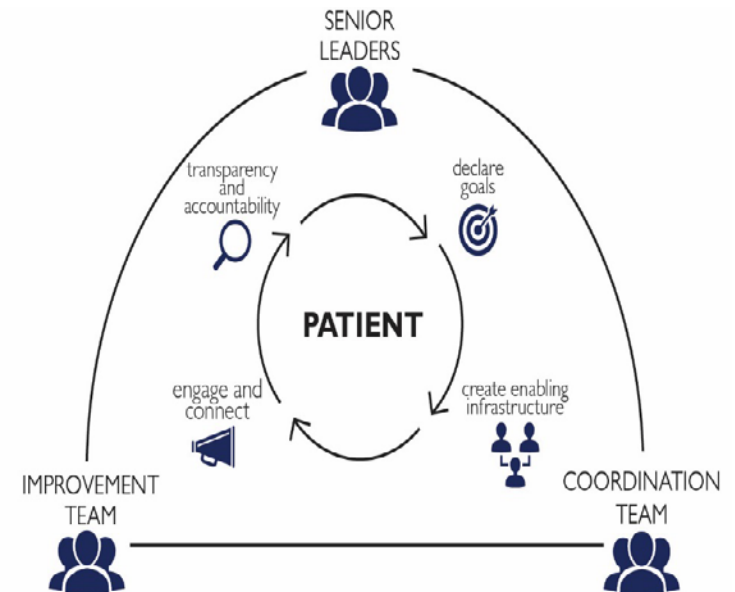 SENIOR
LEADERS
transparency
and
accountability
declare
goals
PATIENT
engage and
connect
create enabling
infrastructure
IMPROVEMENT
TEAM
COORDINATION
TEAM